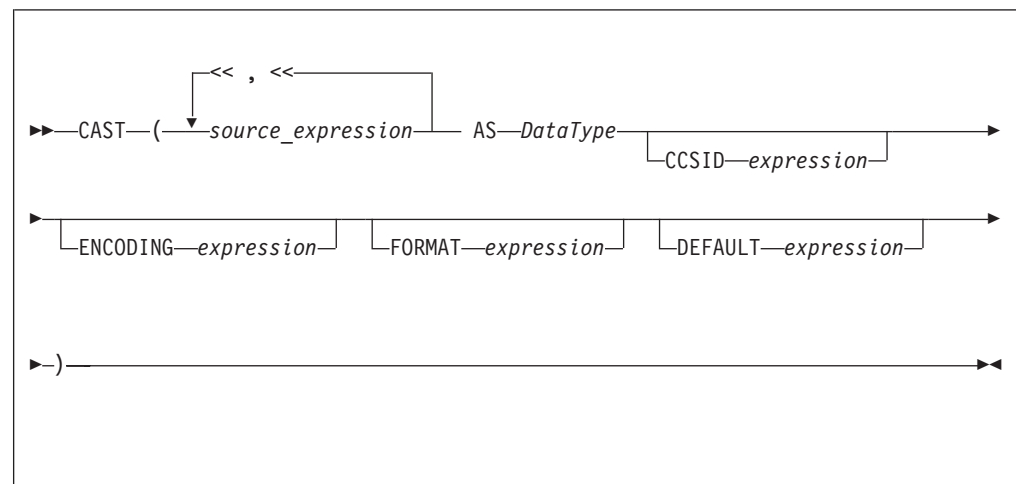 << , <<
CAST ( source_expression AS DataType
CCSID expression
ENCODING expression FORMAT expression DEFAULT expression
)